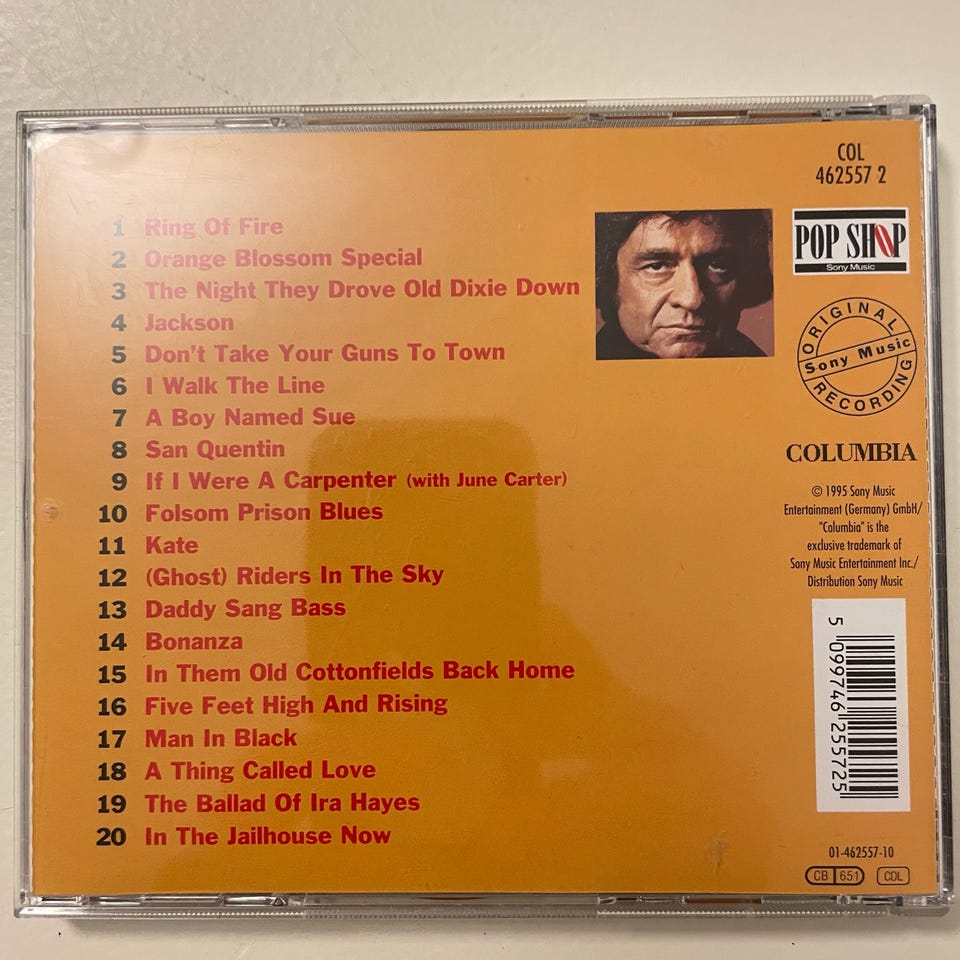 1 Ring Of Fire
2 Orange Blossom Special
3 The Night They Drove Old Dixie Down
4 Jackson
5 Don't Take Your Guns To Town
6 I Walk The Line
7 A Boy Named Sue
8 San Quentin
9 If I Were A Carpenter (with June Carter)
10 Folsom Prison Blues
11 Kate
12 (Ghost) Riders In The Sky
13 Daddy Sang Bass
14 Bonanza
15 In Them Old Cottonfields Back Home
16 Five Feet High And Rising
17 Man In Black
18 A Thing Called Love
19 The Ballad Of Ira Hayes
20 In The Jailhouse Now
COL
462557 2
POP SHOP
Sony Music
ORIGINAL
Sony Music
RECORDING
COLUMBIA
© 1995 Sony Music
Entertainment (Germany) GmbH/
"Columbia" is the
exclusive trademark of
Sony Music Entertainment Inc./
Distribution Sony Music
5 099746 255725
01-462557-10
CB 651 CDL